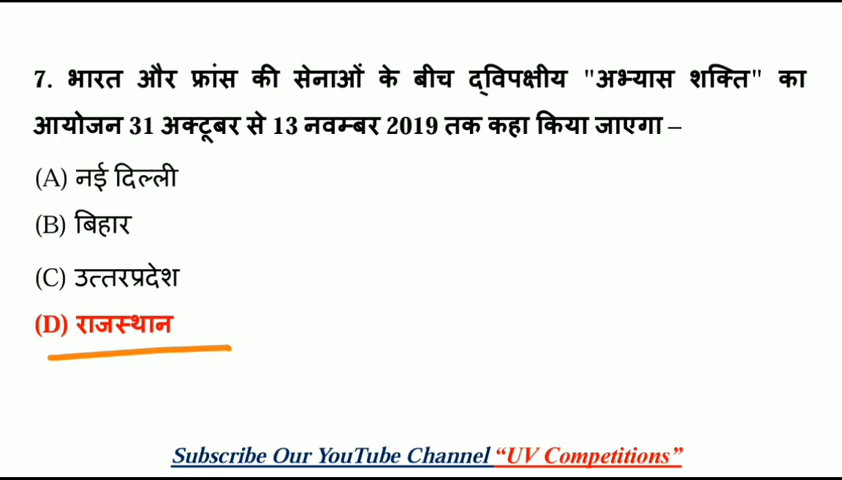 7. भारत और फ्रांस की सेनाओं के बीच द्विपक्षीय "अभ्यास शक्ति" का
आयोजन 31 अक्टूबर से 13 नवम्बर 2019 तक कहा किया जाएगा –
(A) नई दिल्ली
(B) बिहार
(C) उत्तरप्रदेश
(D) राजस्थान
Subscribe Our YouTube Channel “UV Competitions”